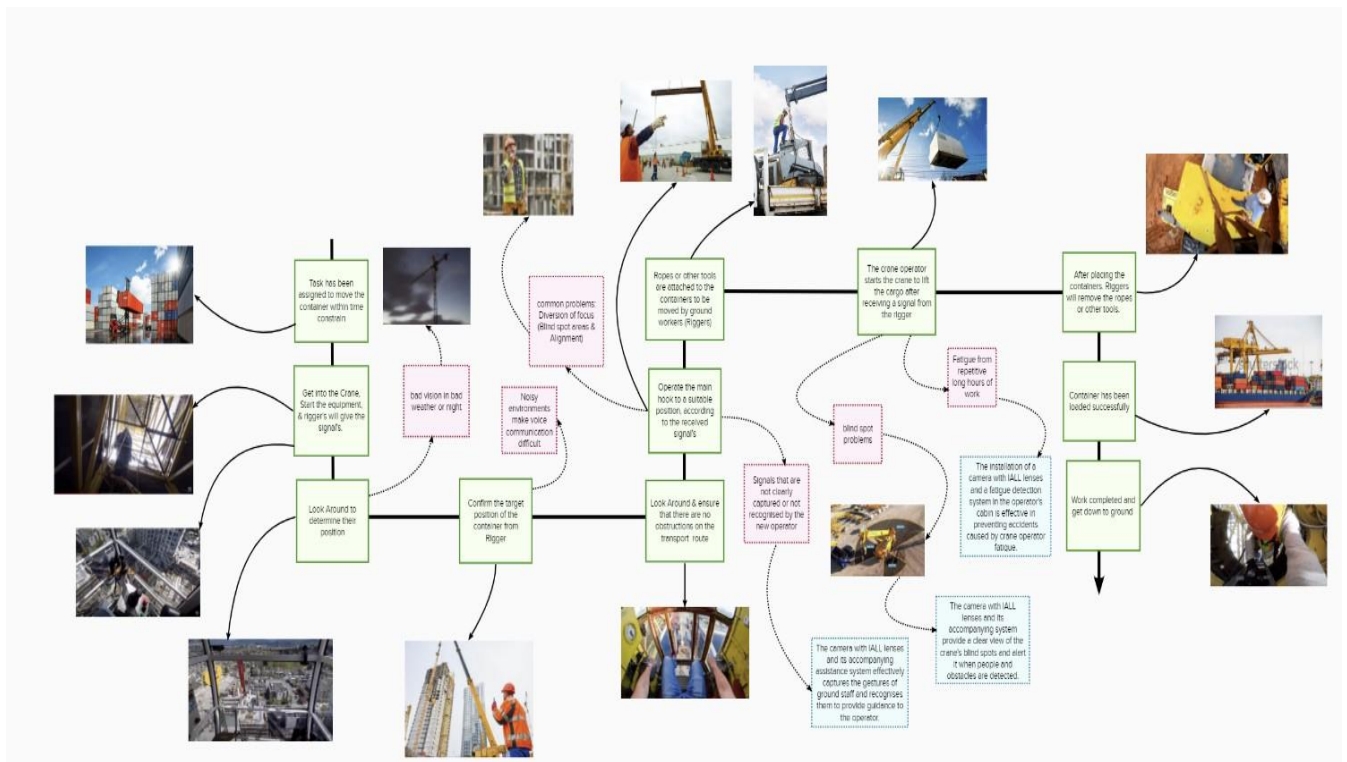 Task has been
assigned to move the
container within time
constrain.
Get into the Crane,
Start the equipment,
& rigger's will give the
signal's.
Look Around to
determine their
position
bad vision in bad
weather or night
Confirm the target
position of the
container from
Rigger
Noisy
environments
make voice
communication
difficult
common problems:
Diversion of focus
(Blind spot areas &
Alignment)
Ropes or other tools
are attached to the
containers to be
moved by ground
workers (Riggers)
Operate the main
hook to a suitable
position, according
to the received
signal's
Look Around & ensure
that there are no
obstructions on the
transport route
Signals that are
not clearly
captured or not
recognised by the
new operator
The camera with IALL lenses
and its accompanying
assistance system effectively
captures the gestures of
ground staff and recognises
them to provide guidance to
the operator.
The crane operator
starts the crane to lift
the cargo after
receiving a signal from
the rigger
blind spot
problems
Fatigue from
repetitive
long hours of
work
The installation of a
camera with IALL lenses
and a fatigue detection
system in the operator's
cabin is effective in
preventing accidents
caused by crane operator
fatigue.
The camera with IALL
lenses and its
accompanying system
provide a clear view of the
crane's blind spots and alert
it when people and
obstacles are detected.
After placing the
containers. Riggers
will remove the ropes
or other tools.
Container has been
loaded successfully
Work completed and
get down to ground